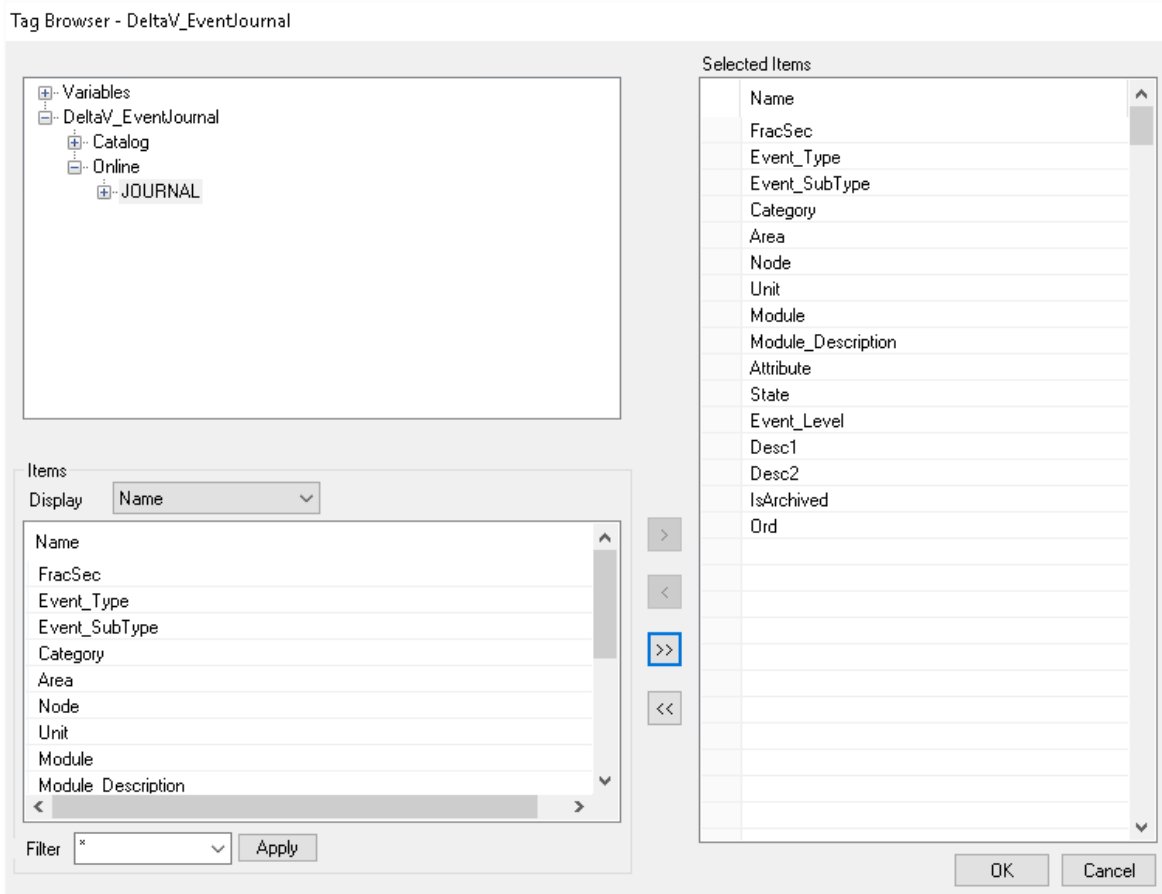 Tag Browser - DeltaV_EventJournal
Variables
DeltaV_EventJournal
Catalog
Online
JOURNAL
Items
Display Name
Name
FracSec
Event_Type
Event_SubType
Category
Area
Node
Unit
Module
Module_Description
Filter * Apply
>
<
>>
<<
Selected Items
Name
FracSec
Event_Type
Event_SubType
Category
Area
Node
Unit
Module
Module_Description
Attribute
State
Event_Level
Desc1
Desc2
IsArchived
Ord
OK Cancel